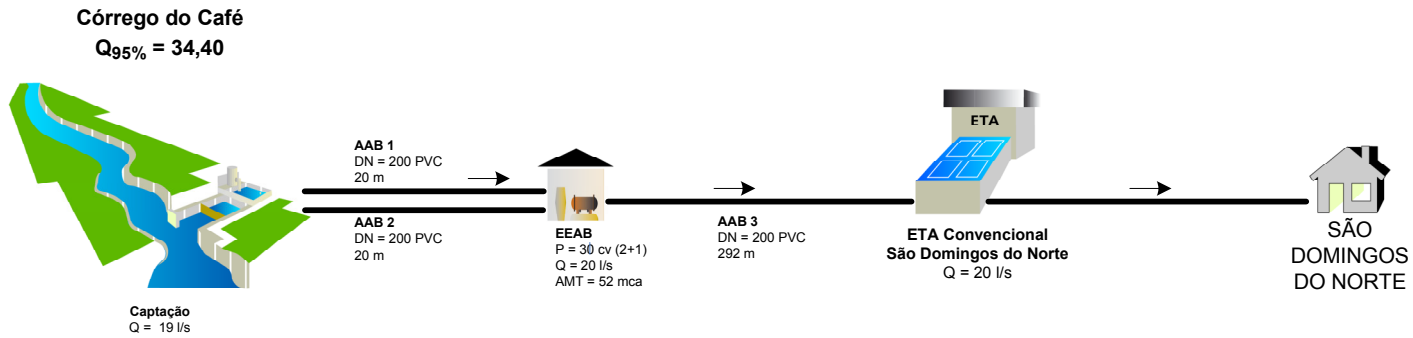 Córrego do Café
Q95% = 34,40
Captação
Q = 19 l/s
AAB 1
DN = 200 PVC
20 m
AAB 2
DN = 200 PVC
20 m
EEAB
P = 30 cv (2+1)
Q = 20 l/s
AMT = 52 mca
AAB 3
DN = 200 PVC
292 m
ETA
ETA Convencional
São Domingos do Norte
Q = 20 l/s
SÃO
DOMINGOS
DO NORTE